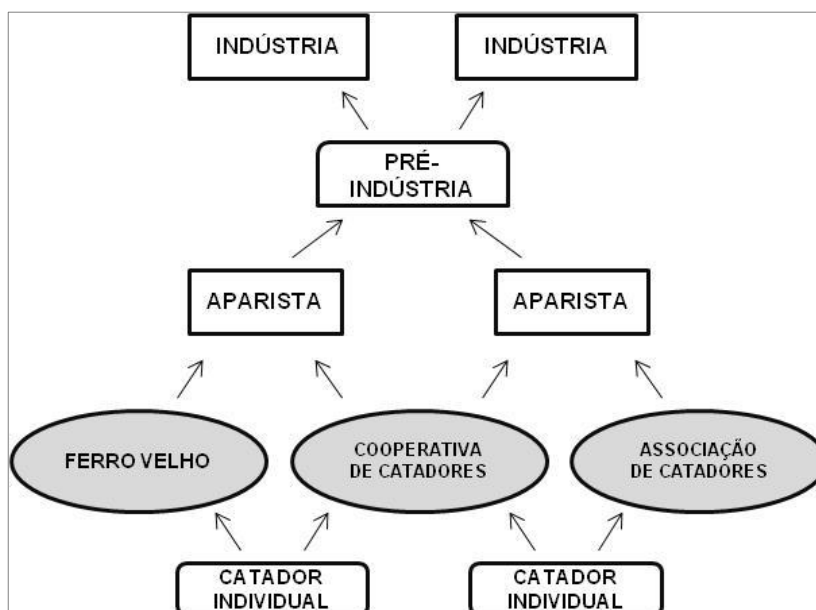 INDÚSTRIA
INDÚSTRIA
PRÉ-
INDÚSTRIA
APARISTA
APARISTA
FERRO VELHO
COOPERATIVA
DE CATADORES
ASSOCIAÇÃO
DE CATADORES
CATADOR
INDIVIDUAL
CATADOR
INDIVIDUAL